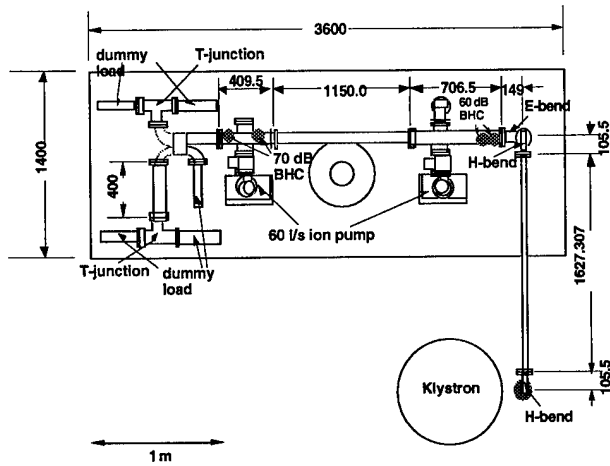 3600
dummy
load
T-junction
409.5
1150.0
706.5
149
60 dB
BHC
E-bend
H-bend
105.5
1400
400
70 dB
BHC
60 l/s ion pump
T-junction
dummy
load
1627.307
Klystron
105.5
H-bend
1 m